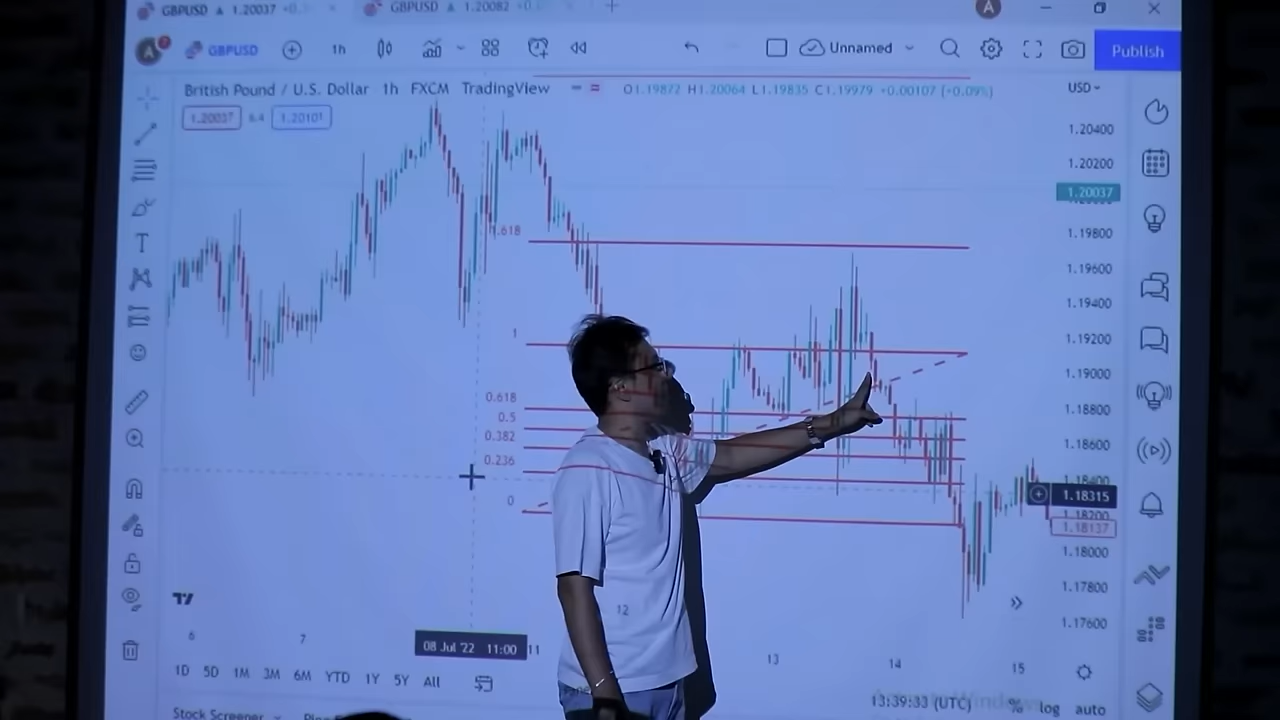 GBPUSD ▲ 1.20037
GBPUSD ▲ 1.20082
A
A
GBPUSD
1h
Unnamed
Publish
British Pound / U.S. Dollar 1h FXCM TradingView
O1.19872 H1.20064 L1.19835 C1.19979 +0.00107 (+0.09%)
USD
1.20037
6.4
1.20101
1.20400
1.20200
1.20037
1.19800
1.19600
1.19400
1.19200
1.19000
1.18800
1.18600
1.18400
1.18315
1.18200
1.18137
1.18000
1.17800
1.17600
1.618
1
0.618
0.5
0.382
0.236
0
T
6
7
08 Jul '22 11:00
11
12
13
14
15
1D 5D 1M 3M 6M YTD 1Y 5Y All
13:39:33 (UTC)
% log auto
Stock Screener